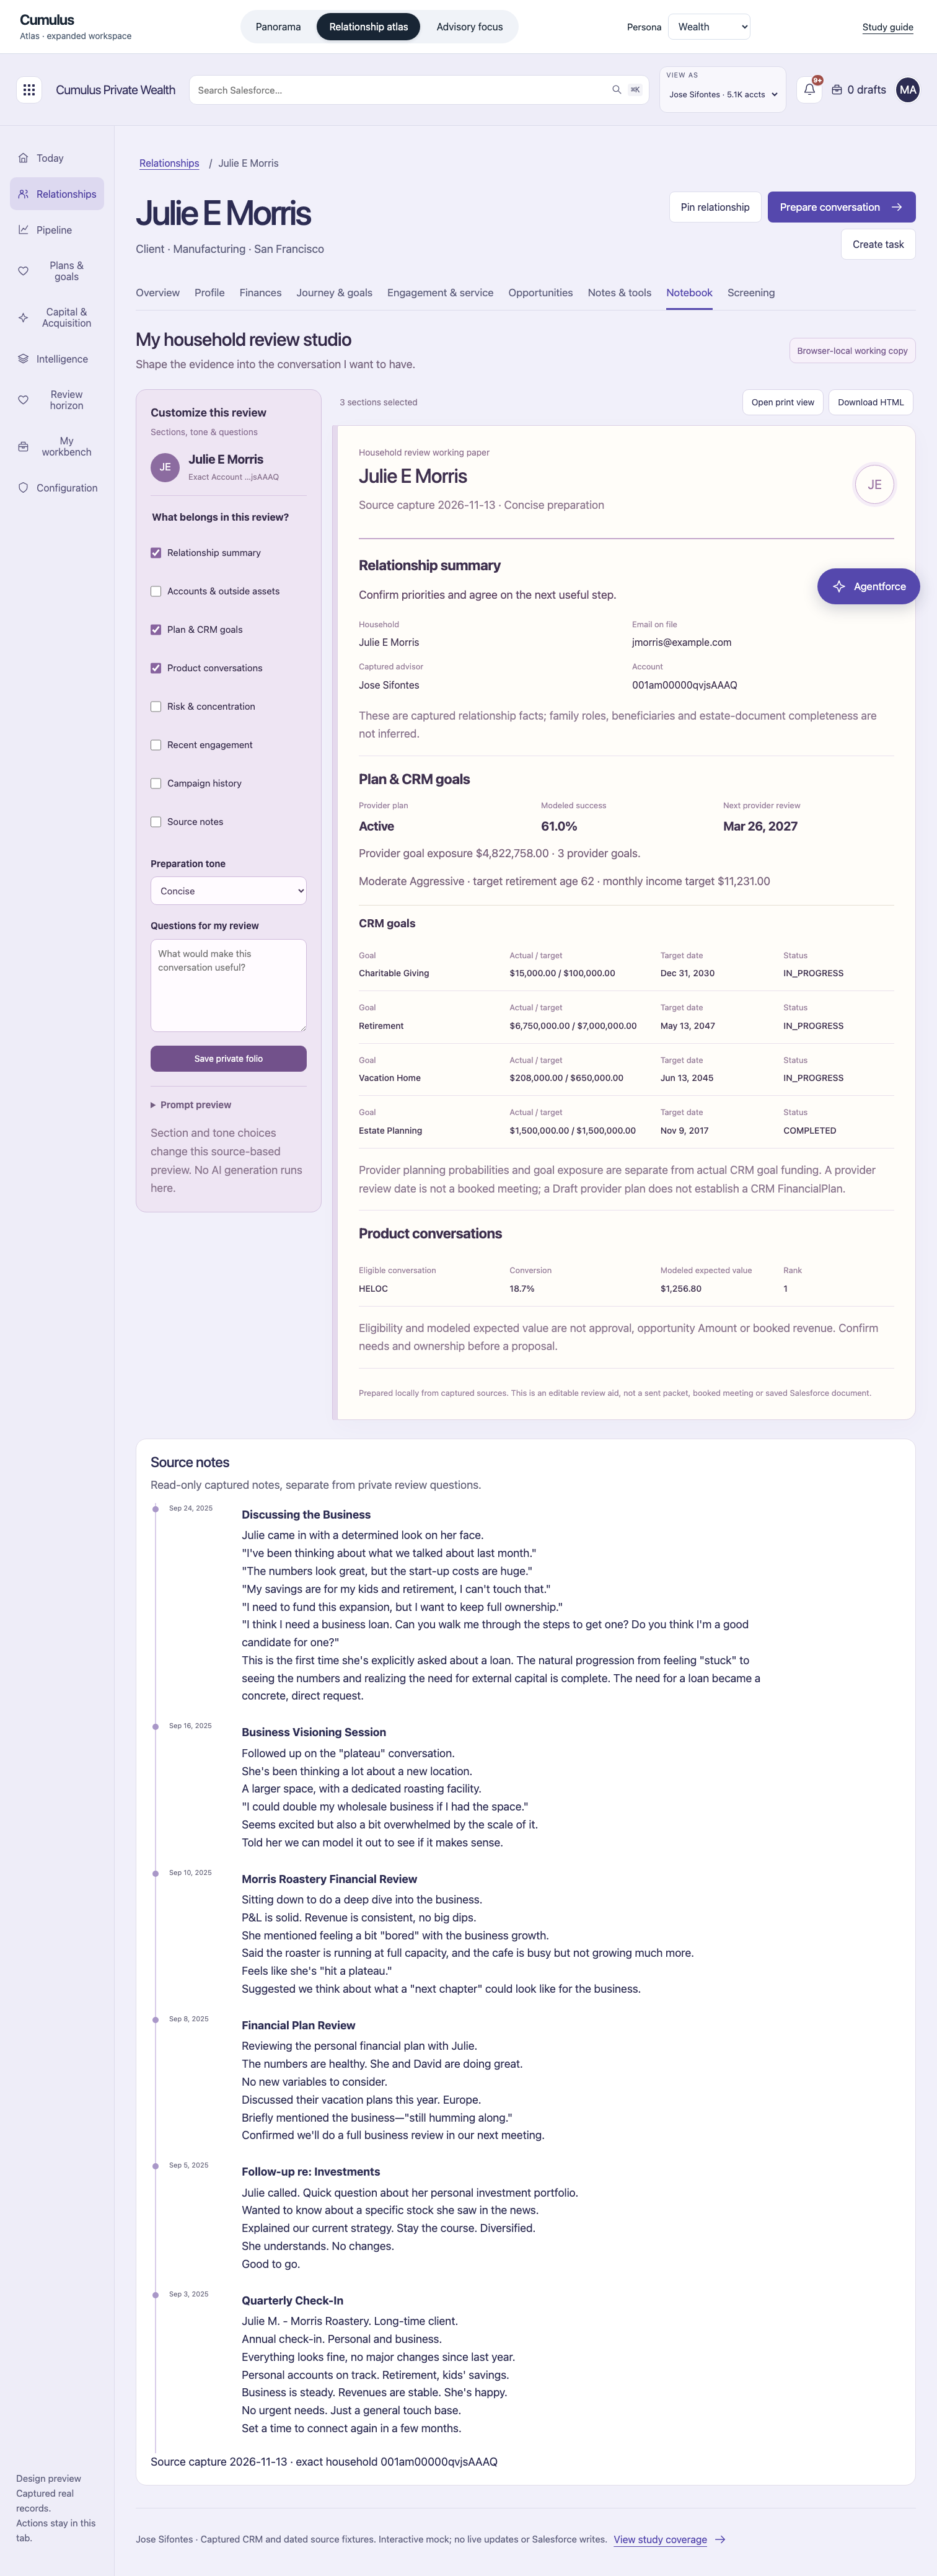 Cumulus
Atlas · expanded workspace
Panorama
Relationship atlas
Advisory focus
Persona
Wealth
Study guide
Cumulus Private Wealth
Search Salesforce...
⌘K
VIEW AS
Jose Sifontes · 5.1K accts
9+
0 drafts
MA
Today
Relationships
Pipeline
Plans &
goals
Capital &
Acquisition
Intelligence
Review
horizon
My
workbench
Configuration
Relationships / Julie E Morris
Julie E Morris
Client · Manufacturing · San Francisco
Pin relationship
Prepare conversation
Create task
Overview
Profile
Finances
Journey & goals
Engagement & service
Opportunities
Notes & tools
Notebook
Screening
My household review studio
Shape the evidence into the conversation I want to have.
Browser-local working copy
Customize this review
Sections, tone & questions
JE
Julie E Morris
Exact Account ...jsAAAQ
What belongs in this review?
Relationship summary
Accounts & outside assets
Plan & CRM goals
Product conversations
Risk & concentration
Recent engagement
Campaign history
Source notes
Preparation tone
Concise
Questions for my review
What would make this
conversation useful?
Save private folio
Prompt preview
Section and tone choices
change this source-based
preview. No AI generation runs
here.
3 sections selected
Open print view
Download HTML
Household review working paper
Julie E Morris
Source capture 2026-11-13 · Concise preparation
JE
Relationship summary
Confirm priorities and agree on the next useful step.
Agentforce
Household
Email on file
Julie E Morris
jmorris@example.com
Captured advisor
Account
Jose Sifontes
001am00000qvjsAAAQ
These are captured relationship facts; family roles, beneficiaries and estate-document completeness are
not inferred.
Plan & CRM goals
Provider plan
Modeled success
Next provider review
Active
61.0%
Mar 26, 2027
Provider goal exposure $4,822,758.00 · 3 provider goals.
Moderate Aggressive · target retirement age 62 · monthly income target $11,231.00
CRM goals
Goal
Actual / target
Target date
Status
Charitable Giving
$15,000.00 / $100,000.00
Dec 31, 2030
IN_PROGRESS
Goal
Actual / target
Target date
Status
Retirement
$6,750,000.00 / $7,000,000.00
May 13, 2047
IN_PROGRESS
Goal
Actual / target
Target date
Status
Vacation Home
$208,000.00 / $650,000.00
Jun 13, 2045
IN_PROGRESS
Goal
Actual / target
Target date
Status
Estate Planning
$1,500,000.00 / $1,500,000.00
Nov 9, 2017
COMPLETED
Provider planning probabilities and goal exposure are separate from actual CRM goal funding. A provider
review date is not a booked meeting; a Draft provider plan does not establish a CRM FinancialPlan.
Product conversations
Eligible conversation
Conversion
Modeled expected value
Rank
HELOC
18.7%
$1,256.80
1
Eligibility and modeled expected value are not approval, opportunity Amount or booked revenue. Confirm
needs and ownership before a proposal.
Prepared locally from captured sources. This is an editable review aid, not a sent packet, booked meeting or saved Salesforce document.
Source notes
Read-only captured notes, separate from private review questions.
Sep 24, 2025
Discussing the Business
Julie came in with a determined look on her face.
"I've been thinking about what we talked about last month."
"The numbers look great, but the start-up costs are huge."
"My savings are for my kids and retirement, I can't touch that."
"I need to fund this expansion, but I want to keep full ownership."
"I think I need a business loan. Can you walk me through the steps to get one? Do you think I'm a good
candidate for one?"
This is the first time she's explicitly asked about a loan. The natural progression from feeling "stuck" to
seeing the numbers and realizing the need for external capital is complete. The need for a loan became a
concrete, direct request.
Sep 16, 2025
Business Visioning Session
Followed up on the "plateau" conversation.
She's been thinking a lot about a new location.
A larger space, with a dedicated roasting facility.
"I could double my wholesale business if I had the space."
Seems excited but also a bit overwhelmed by the scale of it.
Told her we can model it out to see if it makes sense.
Sep 10, 2025
Morris Roastery Financial Review
Sitting down to do a deep dive into the business.
P&L is solid. Revenue is consistent, no big dips.
She mentioned feeling a bit "bored" with the business growth.
Said the roaster is running at full capacity, and the cafe is busy but not growing much more.
Feels like she's "hit a plateau."
Suggested we think about what a "next chapter" could look like for the business.
Sep 8, 2025
Financial Plan Review
Reviewing the personal financial plan with Julie.
The numbers are healthy. She and David are doing great.
No new variables to consider.
Discussed their vacation plans this year. Europe.
Briefly mentioned the business—"still humming along."
Confirmed we'll do a full business review in our next meeting.
Sep 5, 2025
Follow-up re: Investments
Julie called. Quick question about her personal investment portfolio.
Wanted to know about a specific stock she saw in the news.
Explained our current strategy. Stay the course. Diversified.
She understands. No changes.
Good to go.
Sep 3, 2025
Quarterly Check-In
Julie M. - Morris Roastery. Long-time client.
Annual check-in. Personal and business.
Everything looks fine, no major changes since last year.
Personal accounts on track. Retirement, kids' savings.
Business is steady. Revenues are stable. She's happy.
No urgent needs. Just a general touch base.
Set a time to connect again in a few months.
Source capture 2026-11-13 · exact household 001am00000qvjsAAAQ
Design preview
Captured real
records.
Actions stay in this
tab.
Jose Sifontes · Captured CRM and dated source fixtures. Interactive mock; no live updates or Salesforce writes. View study coverage